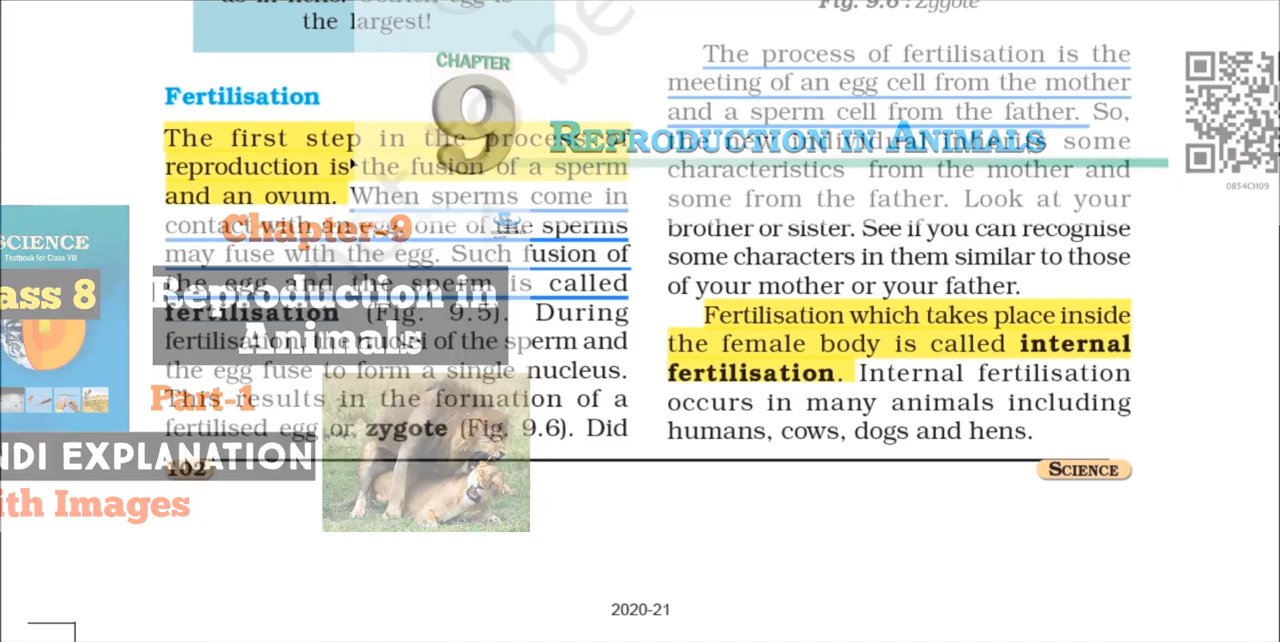 as in hens. Ostrich egg is
the largest!
Fertilisation
The first step in the process of
reproduction is the fusion of a sperm
and an ovum. When sperms come in
contact with an egg, one of the sperms
may fuse with the egg. Such fusion of
the egg and the sperm is called
fertilisation (Fig. 9.5). During
fertilisation, the nuclei of the sperm and
the egg fuse to form a single nucleus.
This results in the formation of a
fertilised egg or zygote (Fig. 9.6). Did
102
Fig. 9.6 : Zygote
The process of fertilisation is the
meeting of an egg cell from the mother
and a sperm cell from the father. So,
the new individual inherits some
characteristics from the mother and
some from the father. Look at your
brother or sister. See if you can recognise
some characters in them similar to those
of your mother or your father.
Fertilisation which takes place inside
the female body is called internal
fertilisation. Internal fertilisation
occurs in many animals including
humans, cows, dogs and hens.
SCIENCE
2020-21
CHAPTER
9
REPRODUCTION IN ANIMALS
0854CH09
Chapter-9
SCIENCE
Textbook for Class VIII
ass 8
Reproduction in
Animals
Part-1
NDI EXPLANATION
ith Images
be